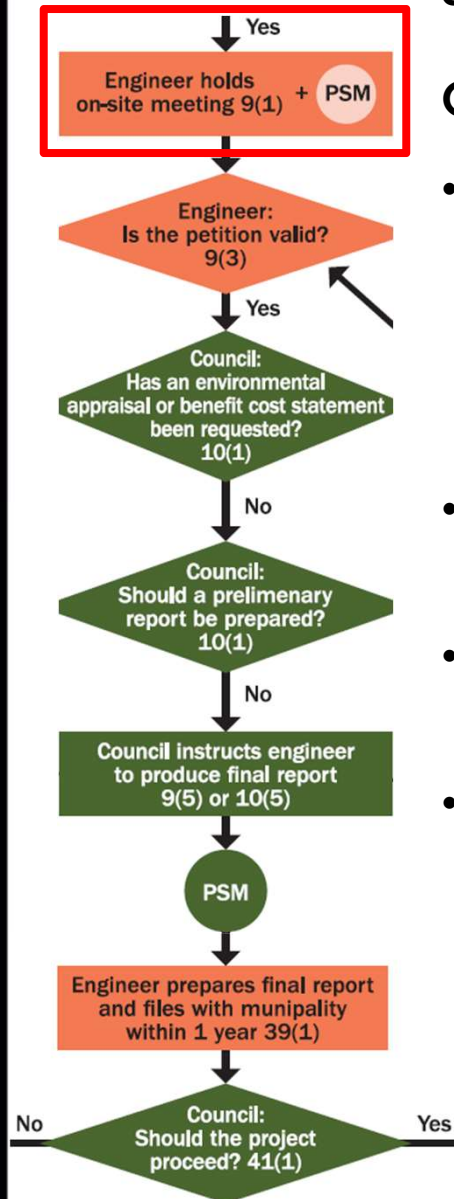 Yes
Engineer holds
on-site meeting 9(1) + PSM
Engineer:
Is the petition valid?
9(3)
Yes
Council:
Has an environmental
appraisal or benefit cost statement
been requested?
10(1)
No
Council:
Should a prelimenary
report be prepared?
10(1)
No
Council instructs engineer
to produce final report
9(5) or 10(5)
PSM
Engineer prepares final report
and files with munipality
within 1 year 39(1)
No
Council:
Should the project
proceed? 41(1)
Yes